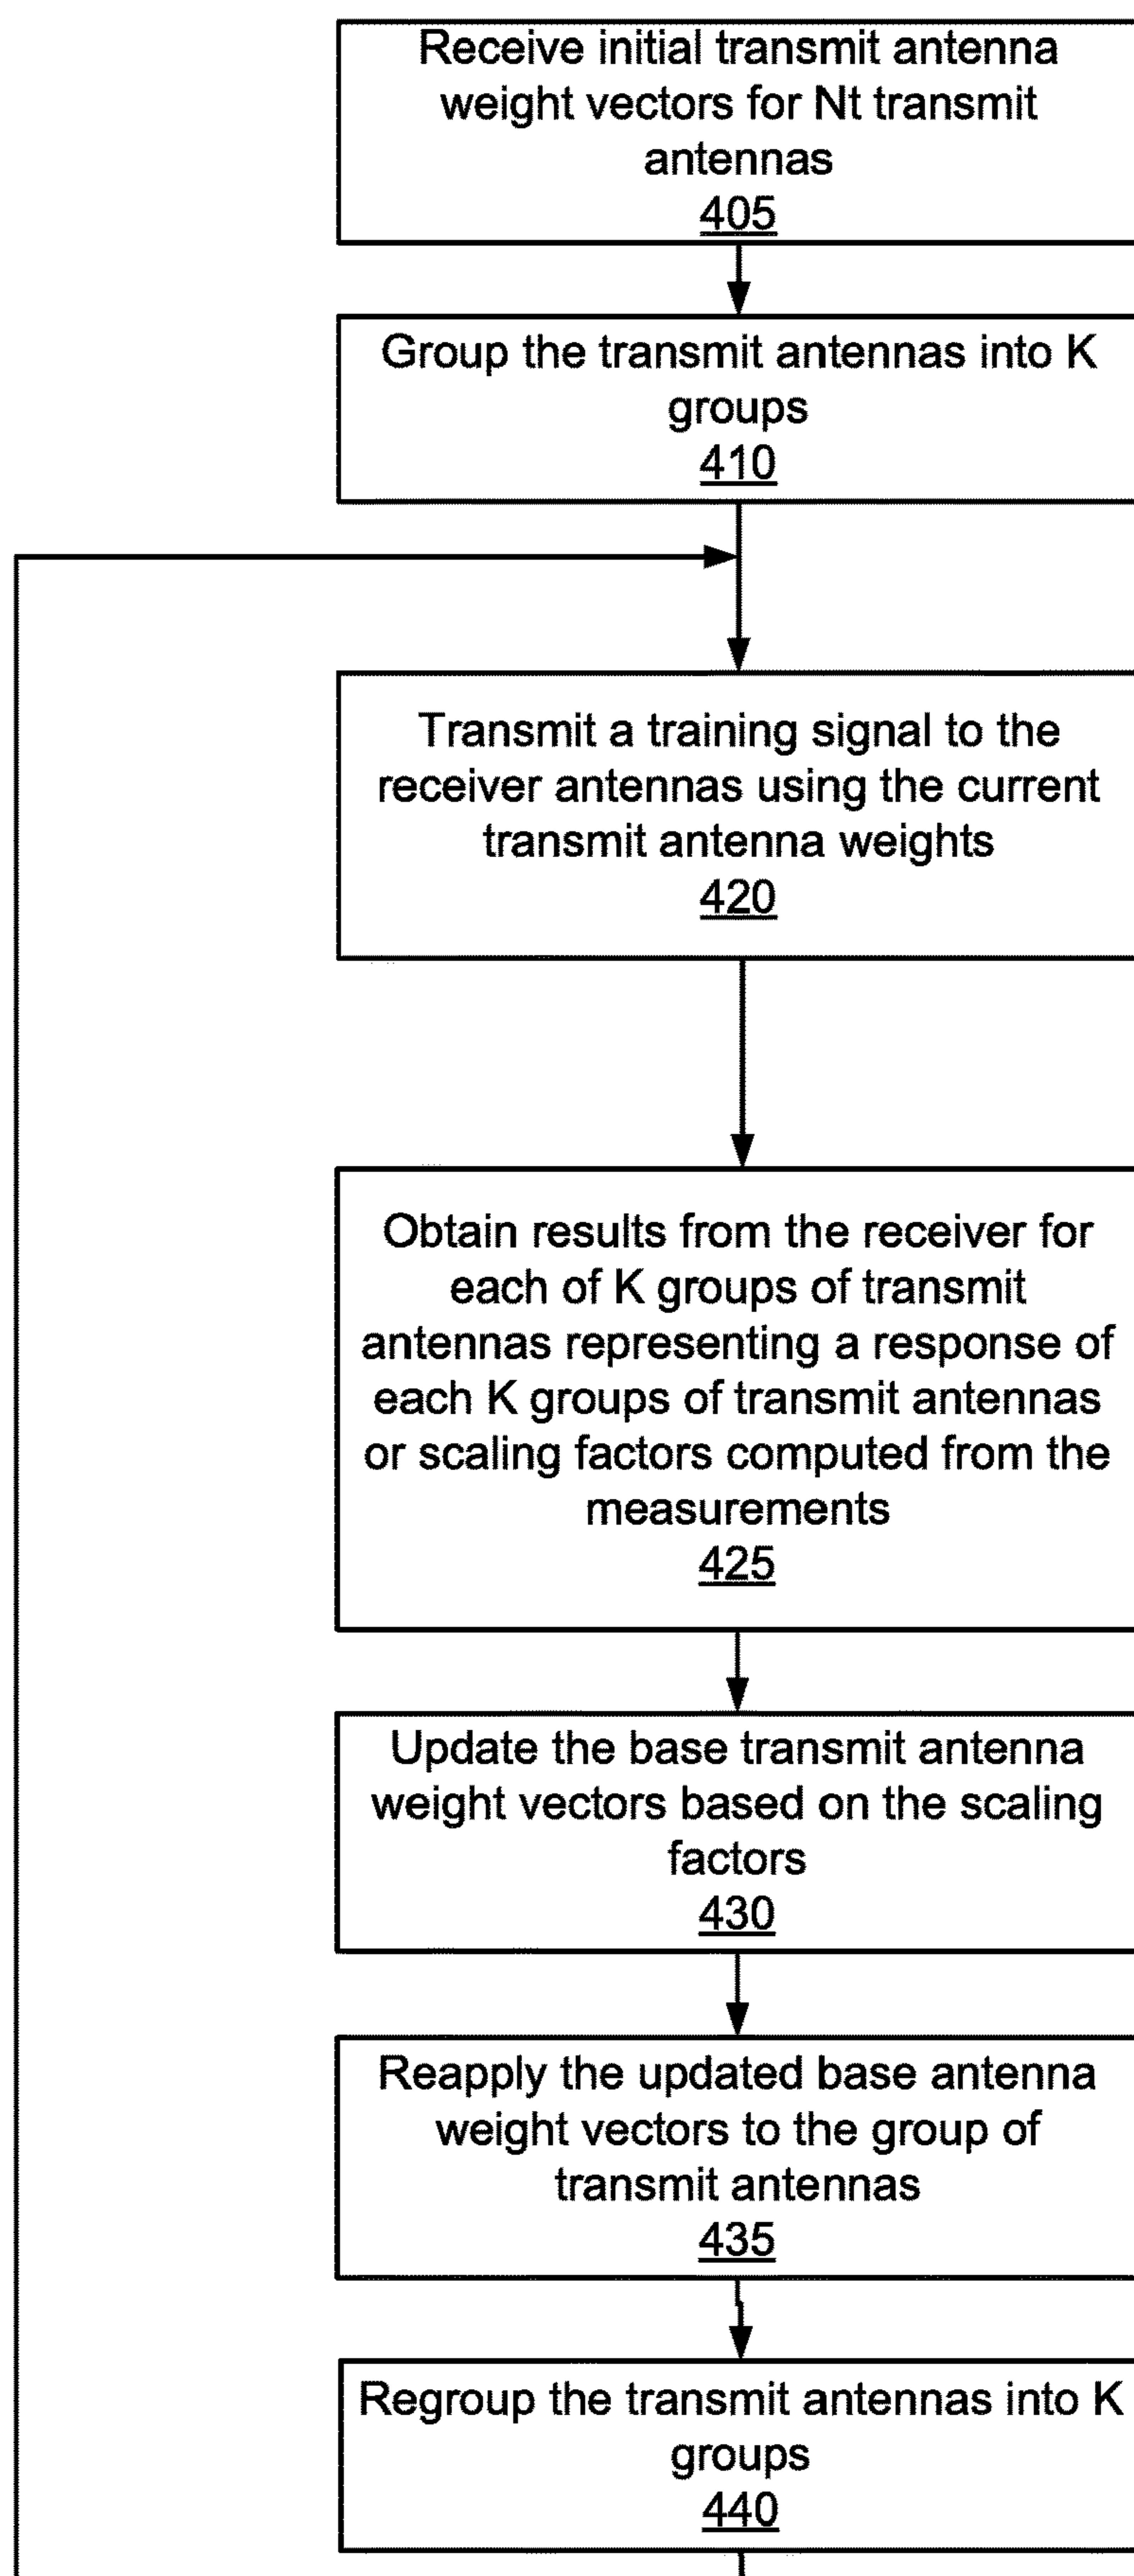 Receive initial transmit antenna
weight vectors for Nt transmit
antennas
405
Group the transmit antennas into K
groups
410
Transmit a training signal to the
receiver antennas using the current
transmit antenna weights
420
Obtain results from the receiver for
each of K groups of transmit
antennas representing a response of
each K groups of transmit antennas
or scaling factors computed from the
measurements
425
Update the base transmit antenna
weight vectors based on the scaling
factors
430
Reapply the updated base antenna
weight vectors to the group of
transmit antennas
435
Regroup the transmit antennas into K
groups
440